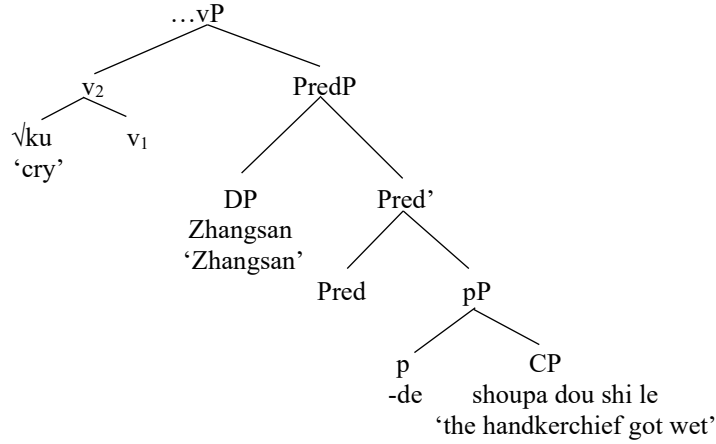 …vP
v₂ PredP
√ku v₁
‘cry’
DP Pred’
Zhangsan
‘Zhangsan’
Pred pP
p CP
-de shoupa dou shi le
‘the handkerchief got wet’